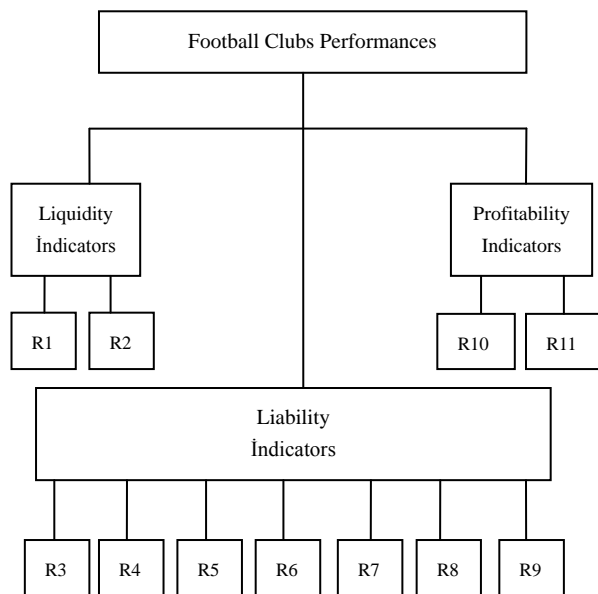 Football Clubs Performances
Liquidity
İndicators
Profitability
Indicators
R1
R2
R10
R11
Liability
İndicators
R3
R4
R5
R6
R7
R8
R9